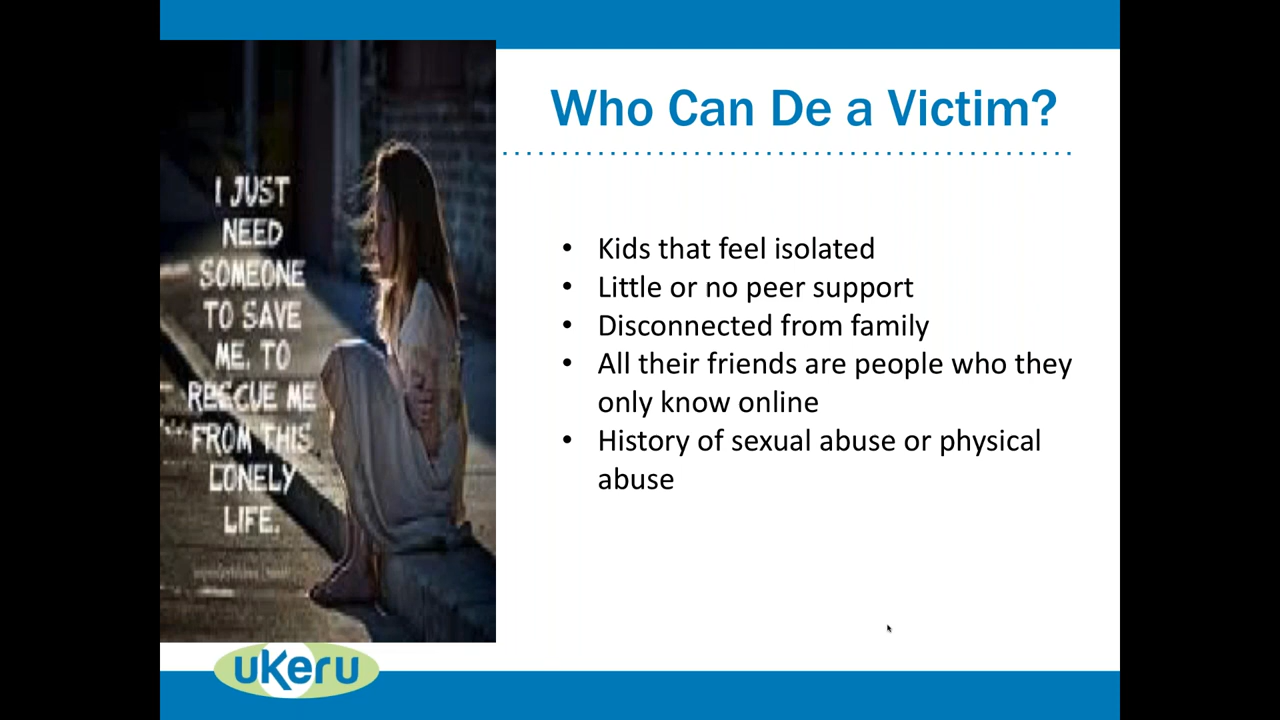 Who Can De a Victim?
I JUST
NEED
SOMEONE
TO SAVE
ME. TO
RESCUE ME
FROM THIS
LONELY
LIFE.
• Kids that feel isolated
• Little or no peer support
• Disconnected from family
• All their friends are people who they
only know online
• History of sexual abuse or physical
abuse
uKeru